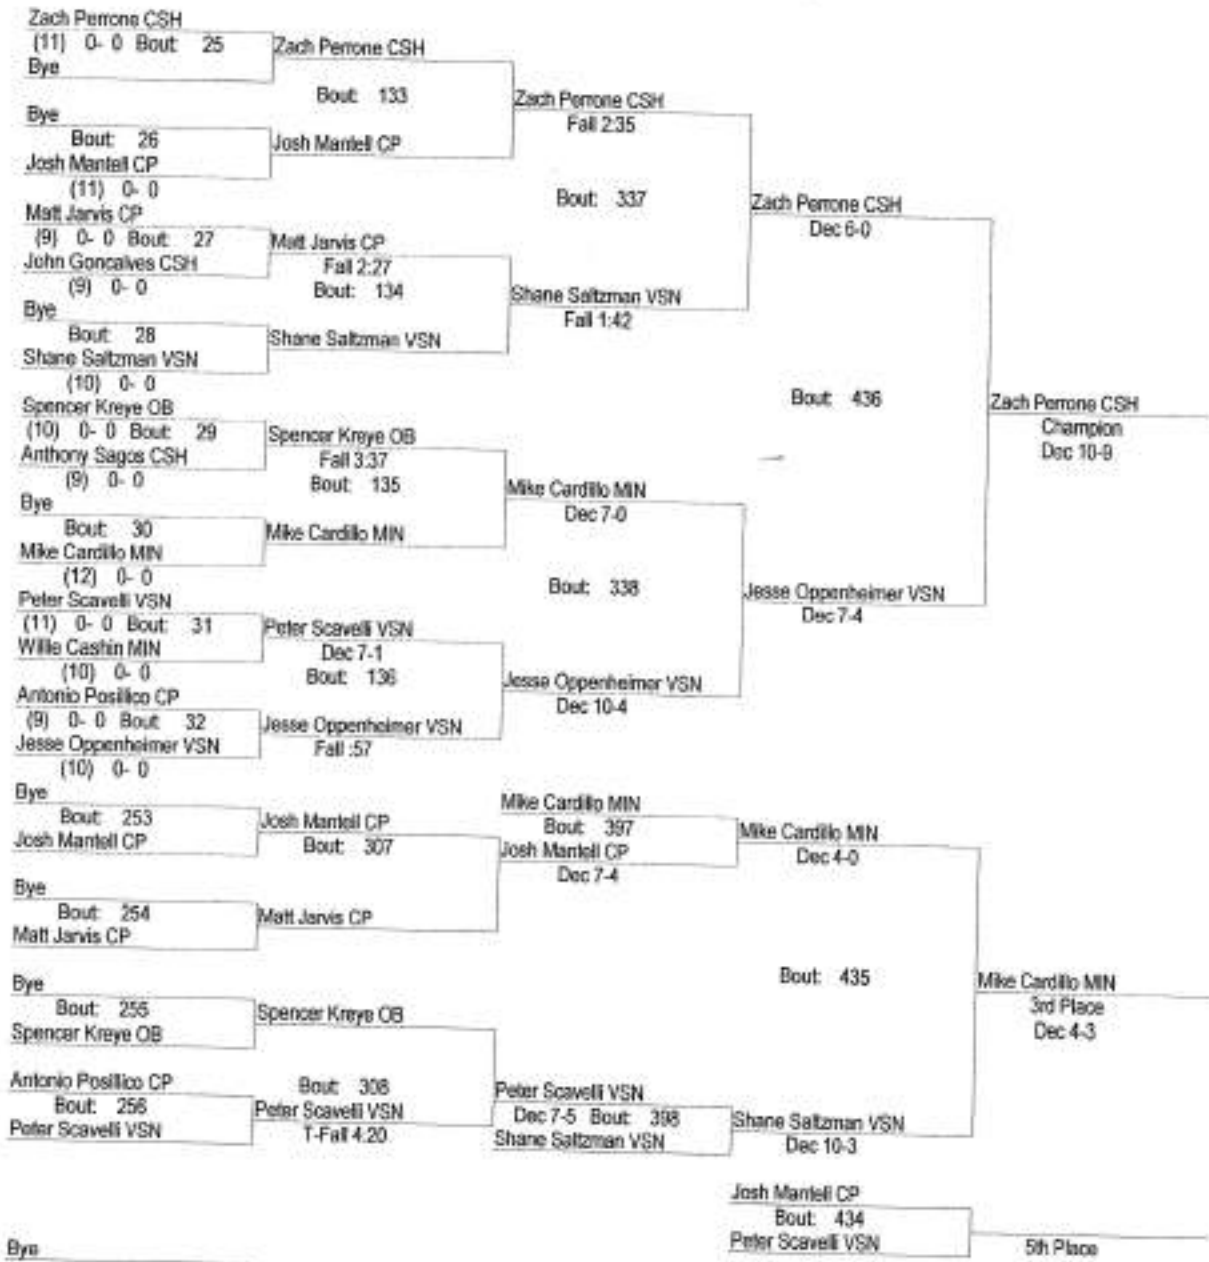 Zach Perrone CSH
(11) 0- 0 Bout: 25
Bye
Zach Perrone CSH
Bout: 133
Bye
Bout: 26
Josh Mantell CP
(11) 0- 0
Josh Mantell CP
Zach Perrone CSH
Fall 2:35
Bout: 337
Matt Jarvis CP
(9) 0- 0 Bout: 27
John Goncalves CSH
(9) 0- 0
Matt Jarvis CP
Fall 2:27
Bout: 134
Bye
Bout: 28
Shane Saltzman VSN
(10) 0- 0
Shane Saltzman VSN
Shane Saltzman VSN
Fall 1:42
Zach Perrone CSH
Dec 6-0
Bout: 436
Spencer Kreye OB
(10) 0- 0 Bout: 29
Anthony Sagos CSH
(9) 0- 0
Spencer Kreye OB
Fall 3:37
Bout: 135
Bye
Bout: 30
Mike Cardillo MIN
(12) 0- 0
Mike Cardillo MIN
Mike Cardillo MIN
Dec 7-0
Bout: 338
Peter Scavelli VSN
(11) 0- 0 Bout: 31
Willie Cashin MIN
(10) 0- 0
Peter Scavelli VSN
Dec 7-1
Bout: 136
Antonio Posillico CP
(9) 0- 0 Bout: 32
Jesse Oppenheimer VSN
(10) 0- 0
Jesse Oppenheimer VSN
Fall :57
Jesse Oppenheimer VSN
Dec 10-4
Jesse Oppenheimer VSN
Dec 7-4
Zach Perrone CSH
Champion
Dec 10-9
Bye
Bout: 253
Josh Mantell CP
Josh Mantell CP
Bout: 307
Bye
Bout: 254
Matt Jarvis CP
Matt Jarvis CP
Mike Cardillo MIN
Bout: 397
Josh Mantell CP
Dec 7-4
Mike Cardillo MIN
Dec 4-0
Bout: 435
Bye
Bout: 255
Spencer Kreye OB
Spencer Kreye OB
Bout: 308
Antonio Posillico CP
Bout: 256
Peter Scavelli VSN
Peter Scavelli VSN
T-Fall 4:20
Peter Scavelli VSN
Dec 7-5 Bout: 398
Shane Saltzman VSN
Shane Saltzman VSN
Dec 10-3
Mike Cardillo MIN
3rd Place
Dec 4-3
Josh Mantell CP
Bout: 434
Peter Scavelli VSN
5th Place
Bye